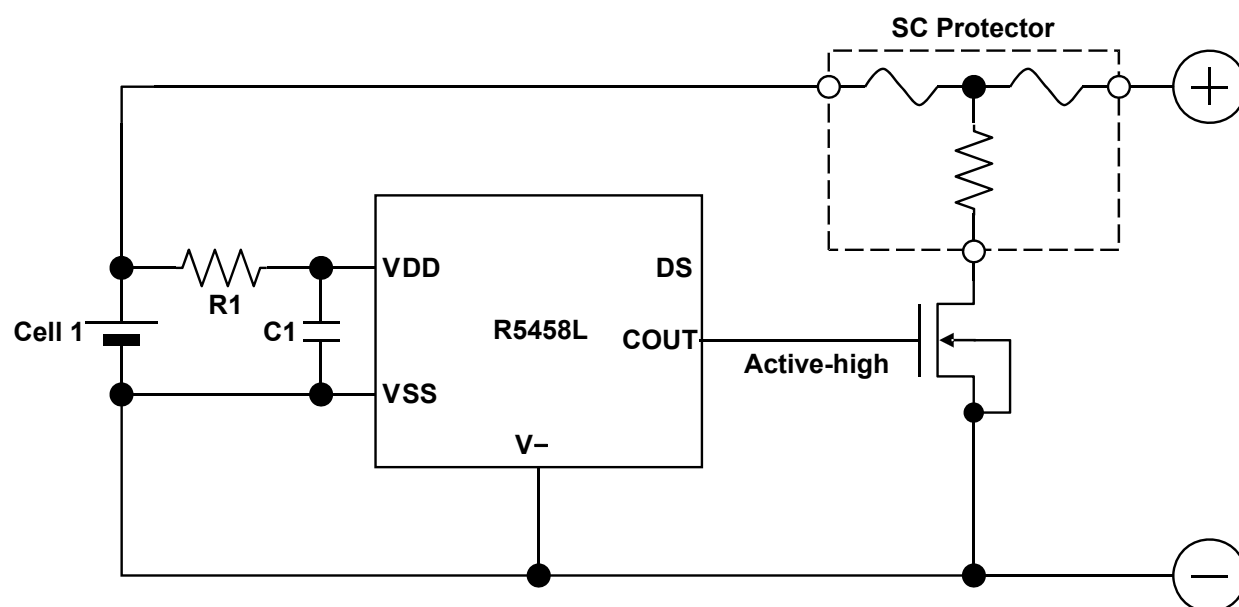 SC Protector
VDD
DS
R1
Cell 1
C1
R5458L
COUT
Active-high
VSS
V–